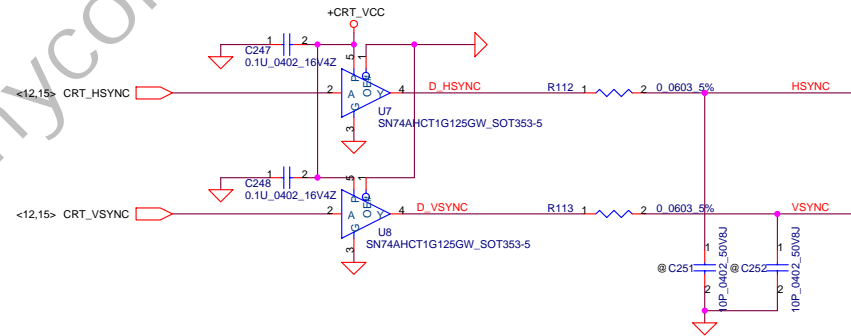 +CRT_VCC
1 2
C247
0.1U_0402_16V4Z
5 1
P
OE#
<12,15> CRT_HSYNC
2 A Y 4
D_HSYNC
R112 1 2 0_0603_5%
HSYNC
G
3
U7
SN74AHCT1G125GW_SOT353-5
1 2
C248
0.1U_0402_16V4Z
5 1
P
OE#
<12,15> CRT_VSYNC
2 A Y 4
D_VSYNC
R113 1 2 0_0603_5%
VSYNC
G
3
U8
SN74AHCT1G125GW_SOT353-5
1
@ C251
2
10P_0402_50V8J
1
@ C252
2
10P_0402_50V8J